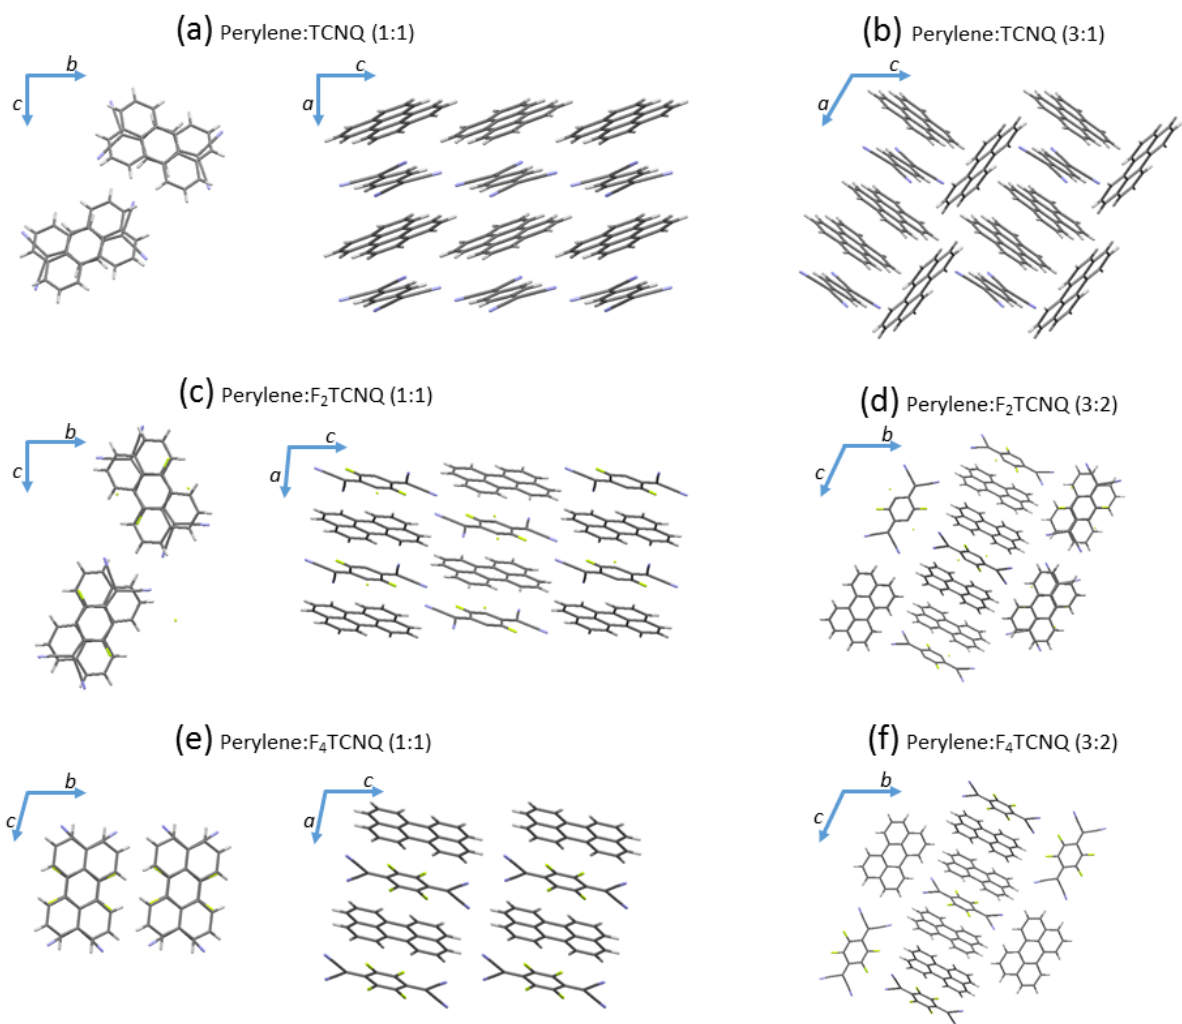 (a) Perylene:TCNQ (1:1)
(b) Perylene:TCNQ (3:1)
b
c
c
a
c
a
(c) Perylene:F₂TCNQ (1:1)
(d) Perylene:F₂TCNQ (3:2)
b
c
c
a
b
c
(e) Perylene:F₄TCNQ (1:1)
(f) Perylene:F₄TCNQ (3:2)
b
c
c
a
b
c